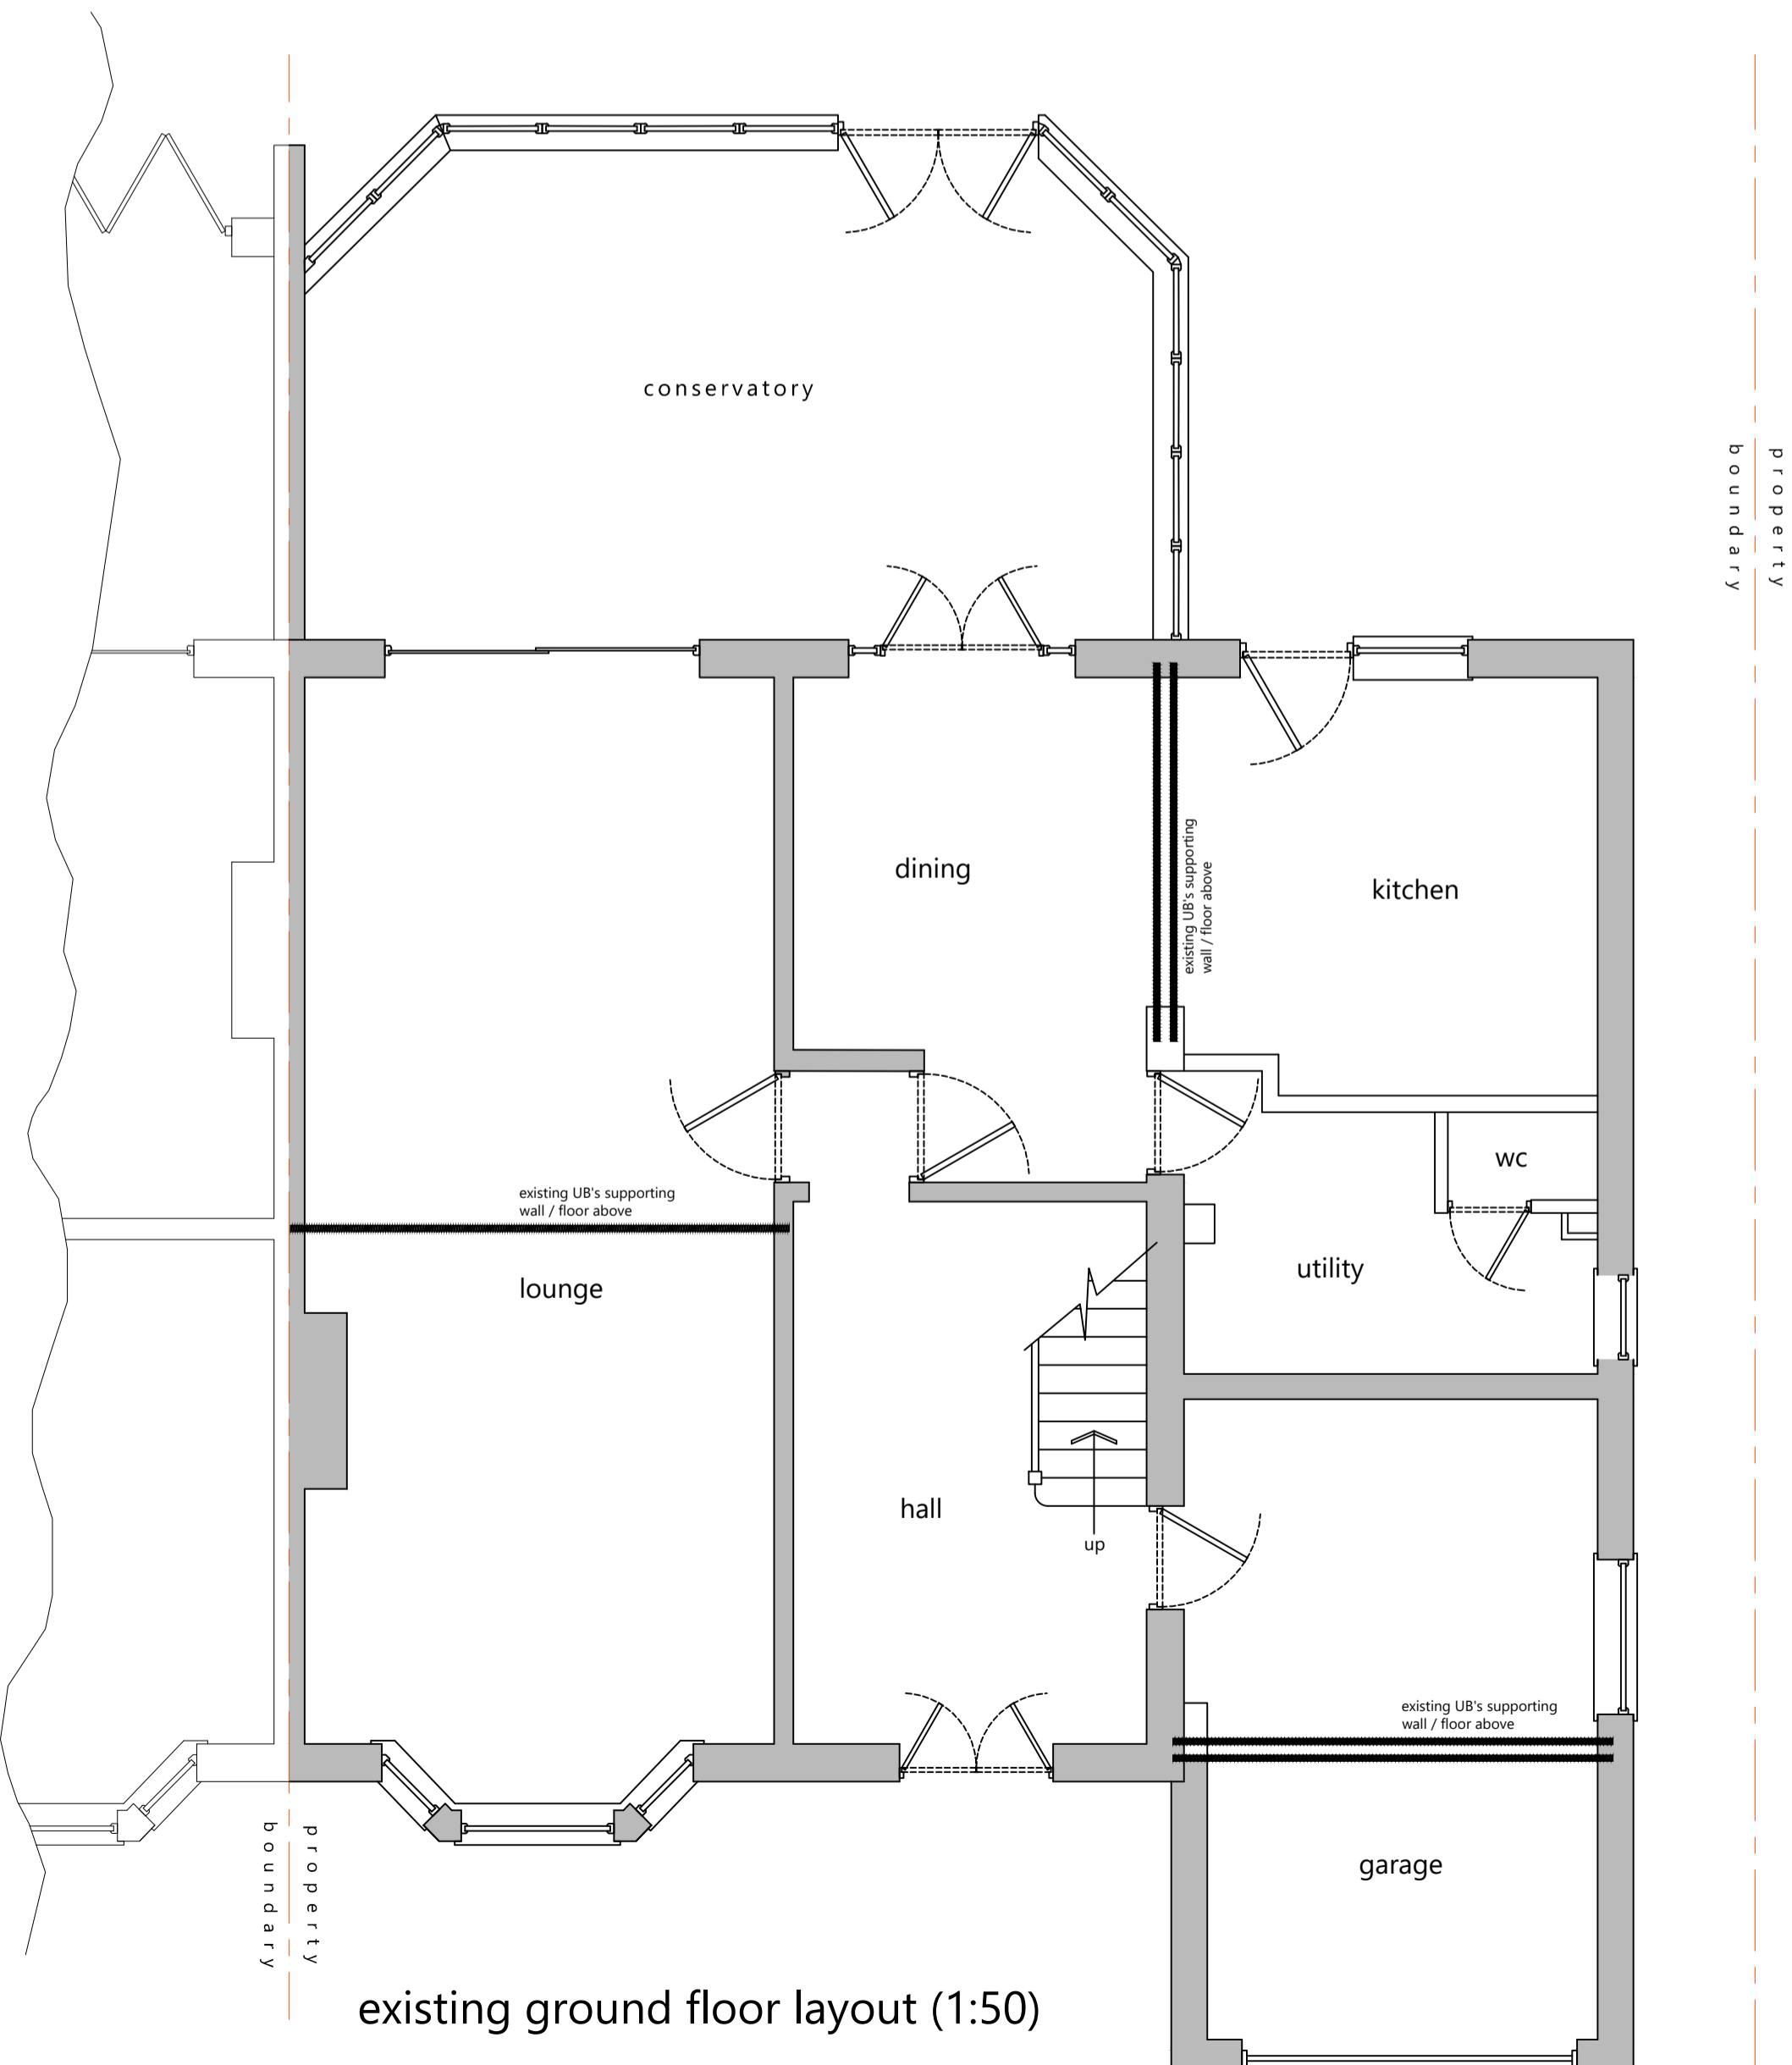 conservatory
property
boundary
dining
existing UB's supporting
wall / floor above
kitchen
wc
existing UB's supporting
wall / floor above
utility
lounge
hall
up
existing UB's supporting
wall / floor above
garage
property
boundary
existing ground floor layout (1:50)